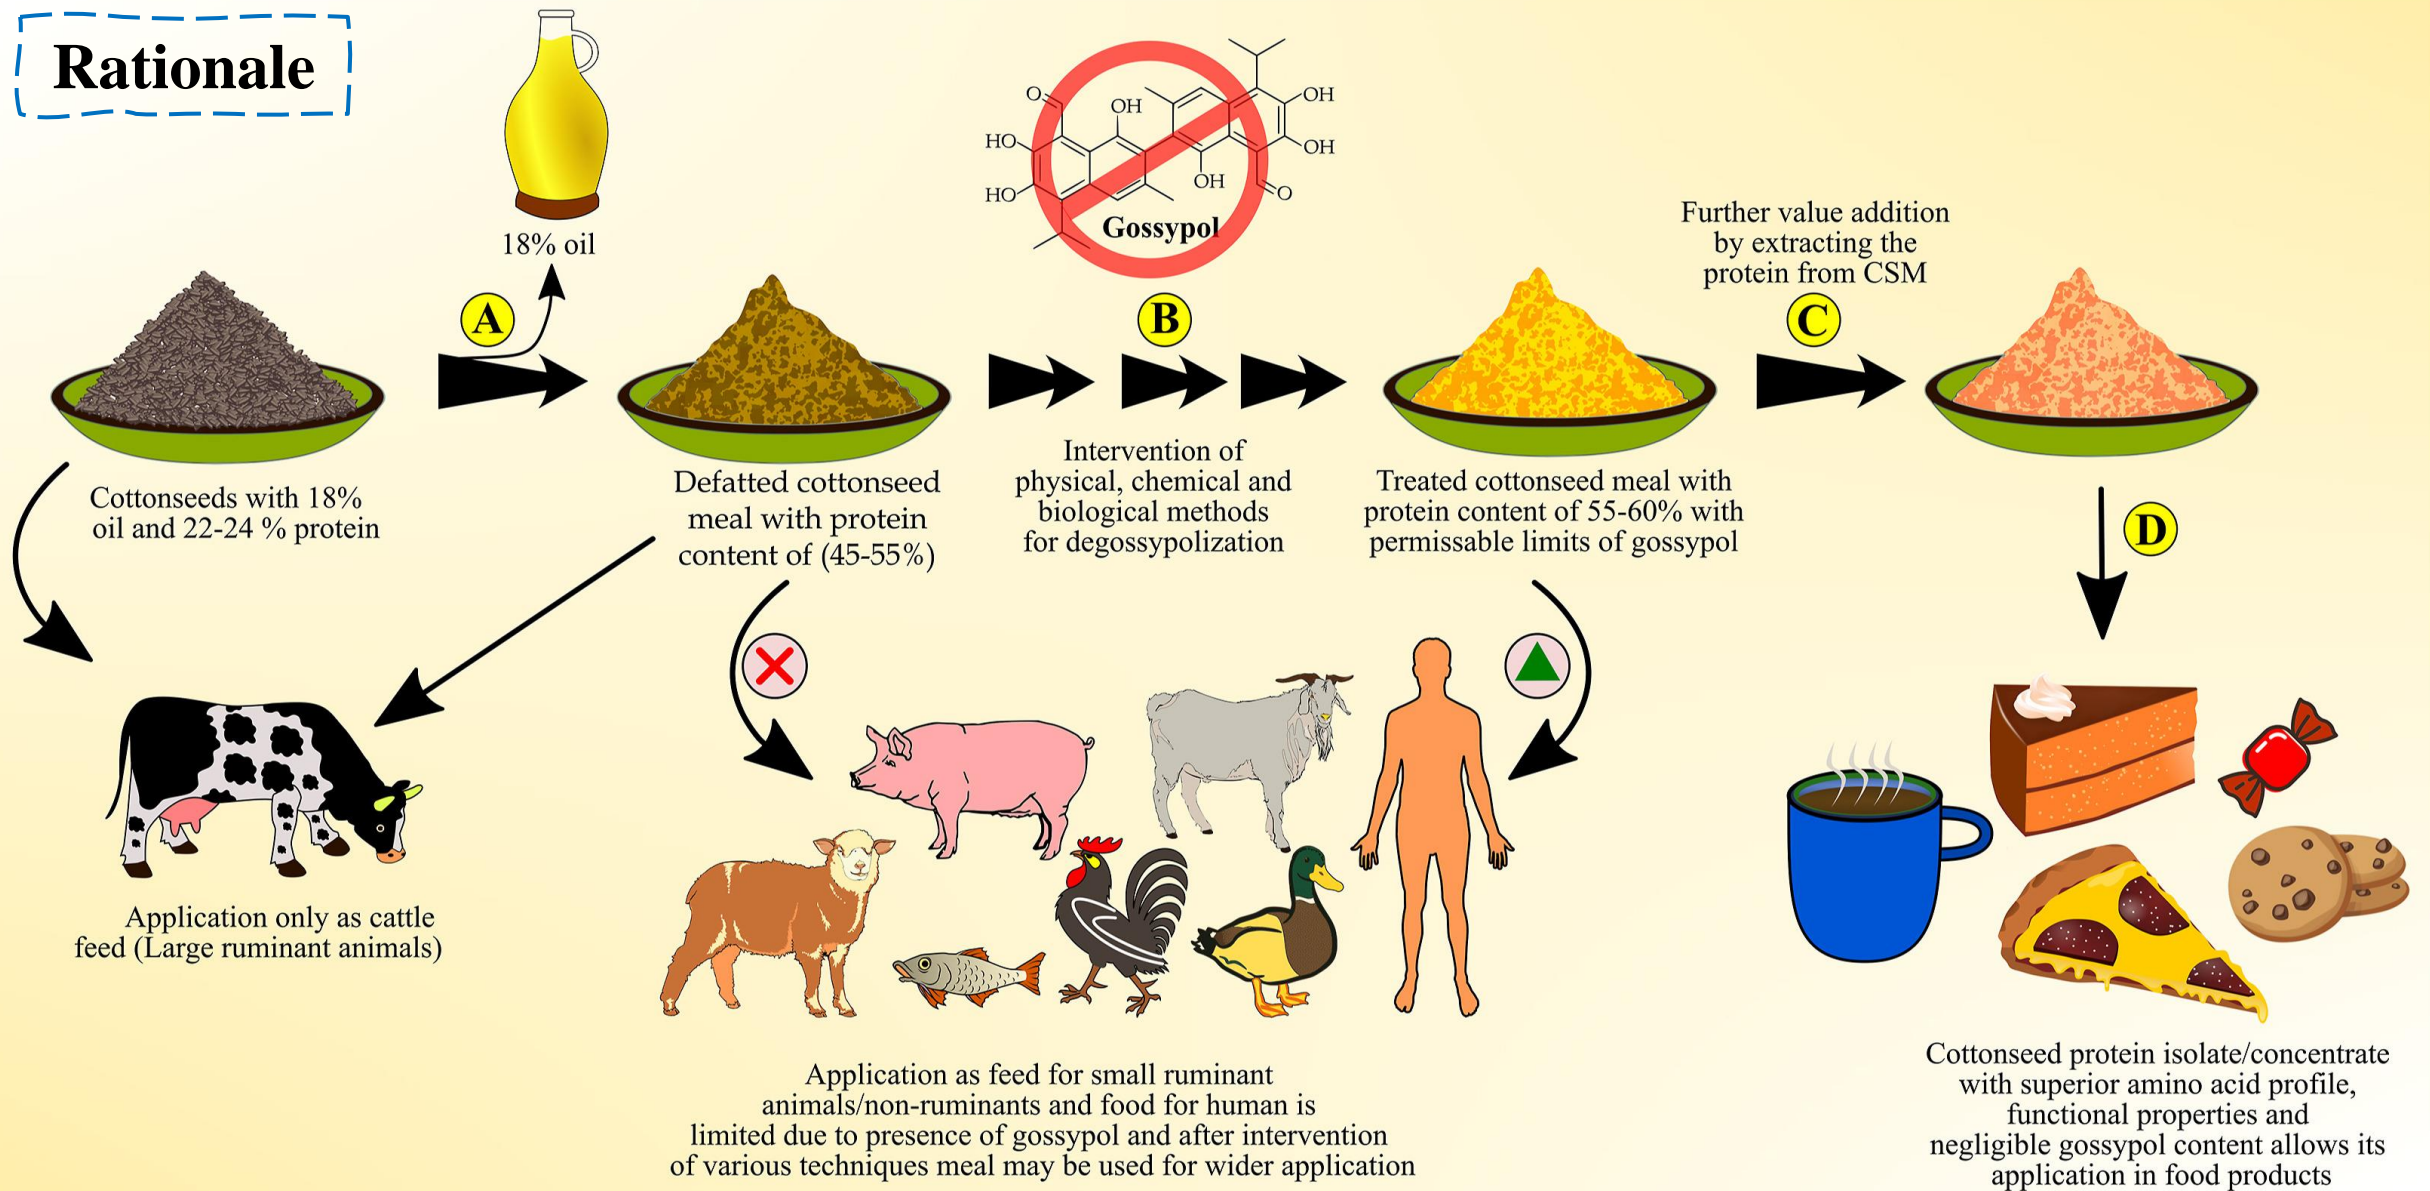 Rationale
18% oil
O
OH
HO
HO
OH
OH
OH
O
Gossypol
Further value addition
by extracting the
protein from CSM
A
B
C
Cottonseeds with 18%
oil and 22-24 % protein
Defatted cottonseed
meal with protein
content of (45-55%)
Intervention of
physical, chemical and
biological methods
for degossypolization
Treated cottonseed meal with
protein content of 55-60% with
permissable limits of gossypol
D
Application only as cattle
feed (Large ruminant animals)
Application as feed for small ruminant
animals/non-ruminants and food for human is
limited due to presence of gossypol and after intervention
of various techniques meal may be used for wider application
Cottonseed protein isolate/concentrate
with superior amino acid profile,
functional properties and
negligible gossypol content allows its
application in food products